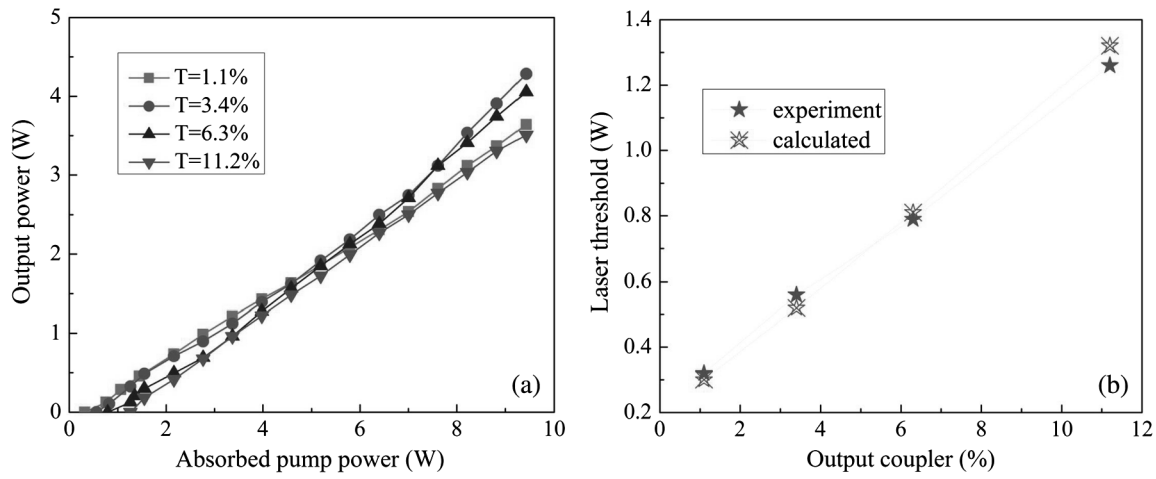 5
4
3
2
1
0
T=1.1%
T=3.4%
T=6.3%
T=11.2%
(a)
0 2 4 6 8 10
Absorbed pump power (W)
Output power (W)
1.4
1.2
1.0
0.8
0.6
0.4
0.2
experiment
calculated
(b)
0 2 4 6 8 10 12
Output coupler (%)
Laser threshold (W)